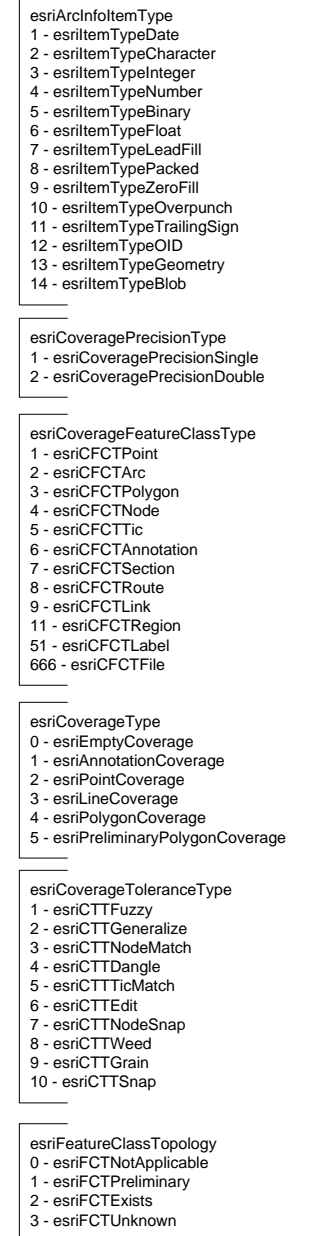 esriArcInfoItemType
1 - esriItemTypeDate
2 - esriItemTypeCharacter
3 - esriItemTypeInteger
4 - esriItemTypeNumber
5 - esriItemTypeBinary
6 - esriItemTypeFloat
7 - esriItemTypeLeadFill
8 - esriItemTypePacked
9 - esriItemTypeZeroFill
10 - esriItemTypeOverpunch
11 - esriItemTypeTrailingSign
12 - esriItemTypeOID
13 - esriItemTypeGeometry
14 - esriItemTypeBlob
esriCoveragePrecisionType
1 - esriCoveragePrecisionSingle
2 - esriCoveragePrecisionDouble
esriCoverageFeatureClassType
1 - esriCFCTPoint
2 - esriCFCTArc
3 - esriCFCTPolygon
4 - esriCFCTNode
5 - esriCFCTTic
6 - esriCFCTAnnotation
7 - esriCFCTSection
8 - esriCFCTRoute
9 - esriCFCTLink
11 - esriCFCTRegion
51 - esriCFCTLabel
666 - esriCFCTFile
esriCoverageType
0 - esriEmptyCoverage
1 - esriAnnotationCoverage
2 - esriPointCoverage
3 - esriLineCoverage
4 - esriPolygonCoverage
5 - esriPreliminaryPolygonCoverage
esriCoverageToleranceType
1 - esriCTTFuzzy
2 - esriCTTGeneralize
3 - esriCTTNodeMatch
4 - esriCTTDangle
5 - esriCTTTicMatch
6 - esriCTTEdit
7 - esriCTTNodeSnap
8 - esriCTTWeed
9 - esriCTTGrain
10 - esriCTTSnap
esriFeatureClassTopology
0 - esriFCTNotApplicable
1 - esriFCTPreliminary
2 - esriFCTExists
3 - esriFCTUnknown